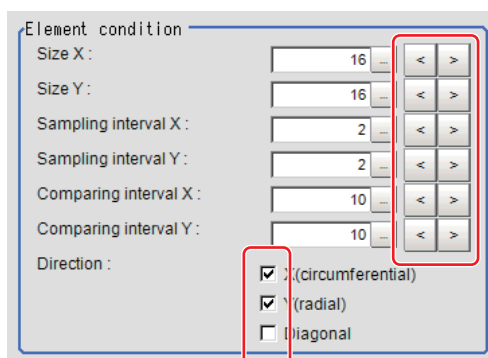 Element condition
Size X : 16 ... < >
Size Y : 16 ... < >
Sampling interval X : 2 ... < >
Sampling interval Y : 2 ... < >
Comparing interval X : 10 ... < >
Comparing interval Y : 10 ... < >
Direction :
X(circumferential)
Y(radial)
Diagonal